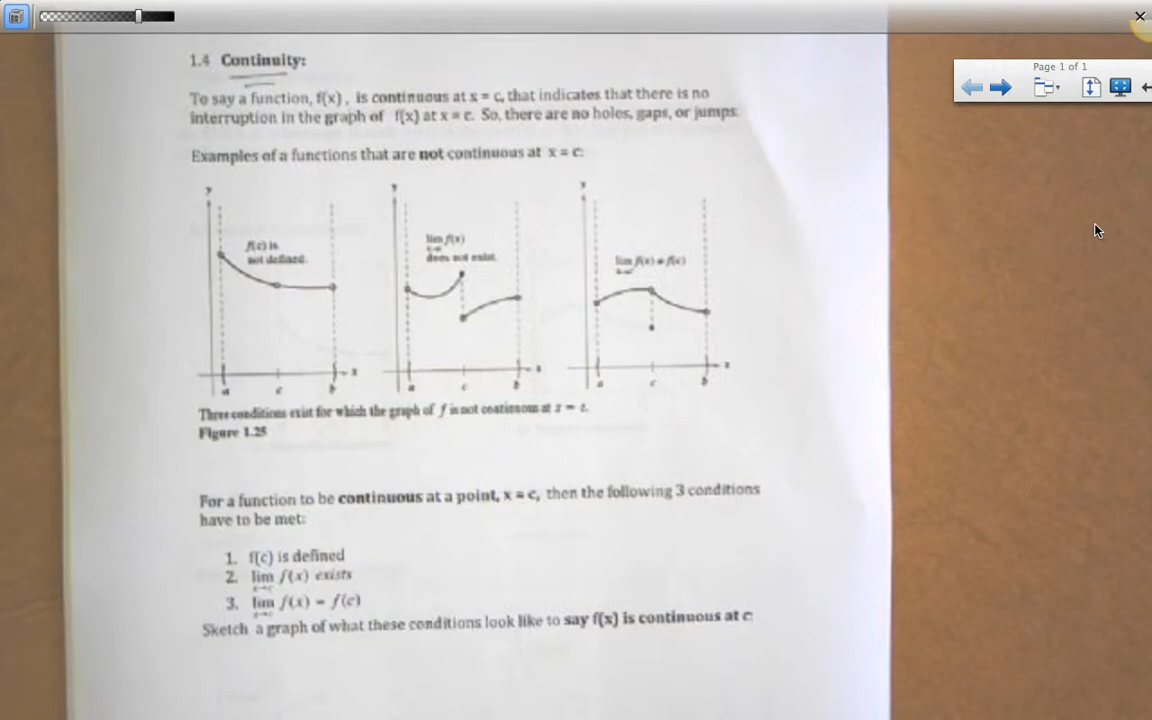 Page 1 of 1
1.4 Continuity:
To say a function, f(x) , is continuous at x = c, that indicates that there is no
interruption in the graph of f(x) at x = c. So, there are no holes, gaps, or jumps.
Examples of a functions that are not continuous at x = c:
y y y
f(c) is
not defined.
lim f(x)
x→c
does not exist.
lim f(x) ≠ f(c)
x→c
a c b x
a c b x
a c b x
Three conditions exist for which the graph of f is not continuous at x = c.
Figure 1.25
For a function to be continuous at a point, x = c, then the following 3 conditions
have to be met:
1. f(c) is defined
2. lim f(x) exists
x→c
3. lim f(x) = f(c)
x→c
Sketch a graph of what these conditions look like to say f(x) is continuous at c